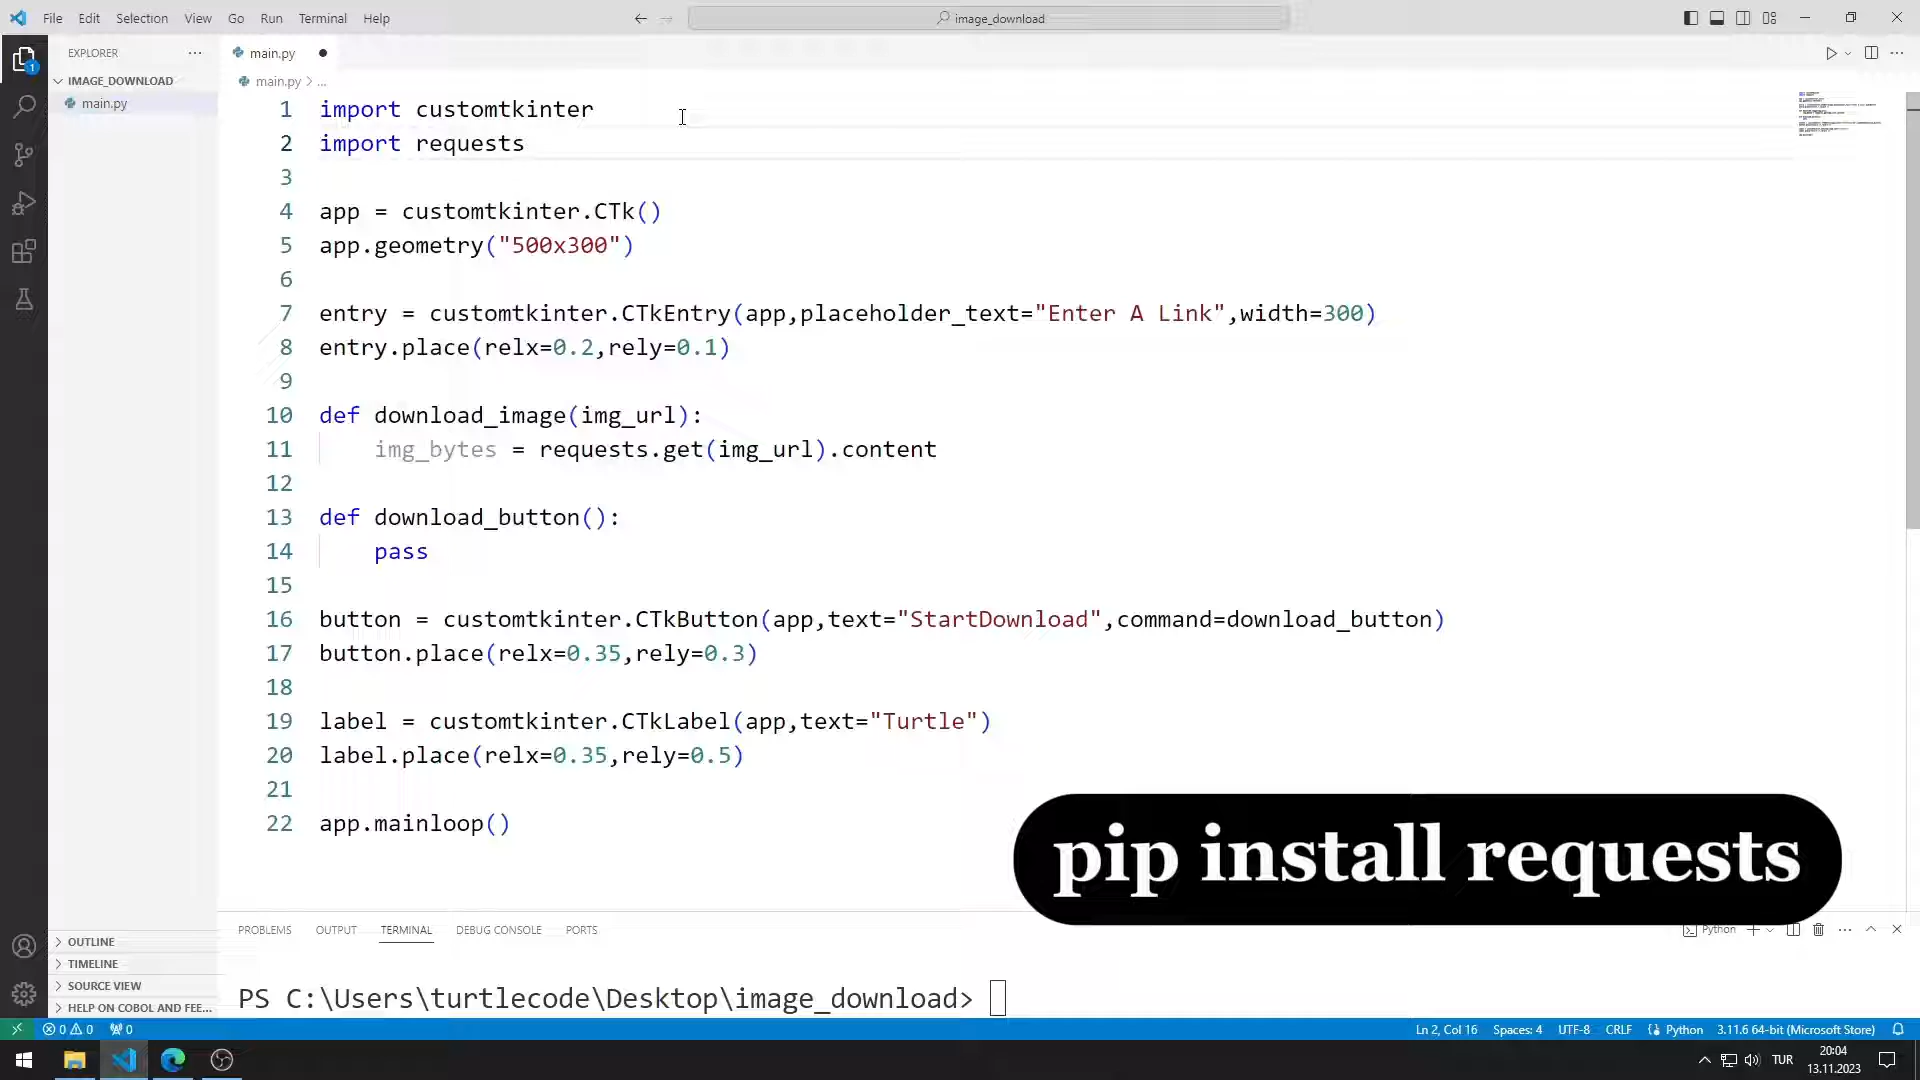 File Edit Selection View Go Run Terminal Help
image_download
EXPLORER
main.py
IMAGE_DOWNLOAD
main.py
main.py > ...
1 import customtkinter
2 import requests
3
4 app = customtkinter.CTk()
5 app.geometry("500x300")
6
7 entry = customtkinter.CTkEntry(app,placeholder_text="Enter A Link",width=300)
8 entry.place(relx=0.2,rely=0.1)
9
10 def download_image(img_url):
11     img_bytes = requests.get(img_url).content
12
13 def download_button():
14     pass
15
16 button = customtkinter.CTkButton(app,text="StartDownload",command=download_button)
17 button.place(relx=0.35,rely=0.3)
18
19 label = customtkinter.CTkLabel(app,text="Turtle")
20 label.place(relx=0.35,rely=0.5)
21
22 app.mainloop()
pip install requests
PROBLEMS OUTPUT TERMINAL DEBUG CONSOLE PORTS
Python
OUTLINE
TIMELINE
SOURCE VIEW
HELP ON COBOL AND FEE...
PS C:\Users\turtlecode\Desktop\image_download>
0 0 0
Ln 2, Col 16 Spaces: 4 UTF-8 CRLF Python 3.11.6 64-bit (Microsoft Store)
1
TUR
20:04
13.11.2023